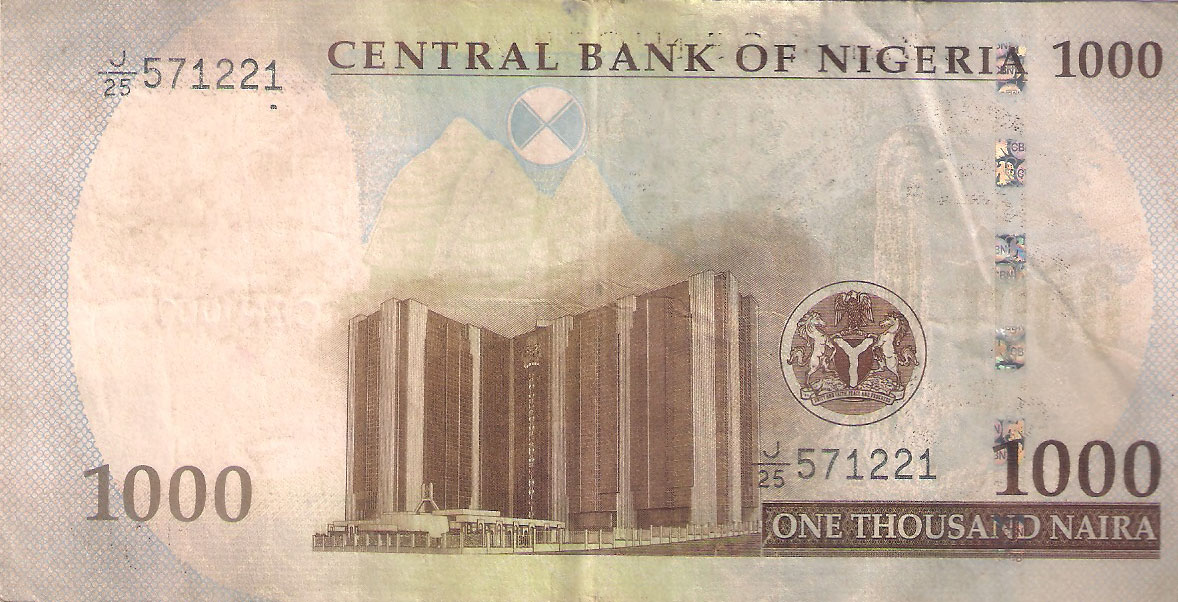 CENTRAL BANK OF NIGERIA 1000
J/25 571221
J/25 571221
1000
1000
ONE THOUSAND NAIRA